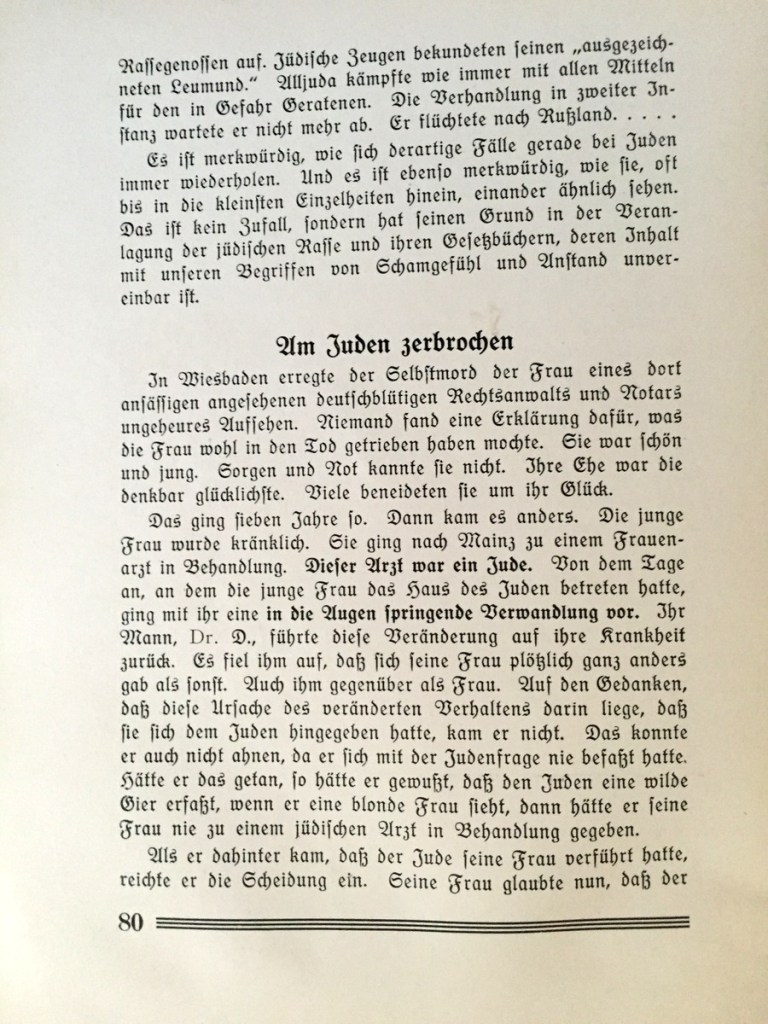 Rassegenossen auf. Jüdische Zeugen bekundeten seinen „ausgezeich-
neten Leumund.“ Alljuda kämpfte wie immer mit allen Mitteln
für den in Gefahr Geratenen. Die Verhandlung in zweiter In-
stanz wartete er nicht mehr ab. Er flüchtete nach Rußland. . . . .
Es ist merkwürdig, wie sich derartige Fälle gerade bei Juden
immer wiederholen. Und es ist ebenso merkwürdig, wie sie, oft
bis in die kleinsten Einzelheiten hinein, einander ähnlich sehen.
Das ist kein Zufall, sondern hat seinen Grund in der Veran-
lagung der jüdischen Rasse und ihren Gesetzbüchern, deren Inhalt
mit unseren Begriffen von Schamgefühl und Anstand unver-
einbar ist.
Am Juden zerbrochen
In Wiesbaden erregte der Selbstmord der Frau eines dort
ansässigen angesehenen deutschblütigen Rechtsanwalts und Notars
ungeheures Aufsehen. Niemand fand eine Erklärung dafür, was
die Frau wohl in den Tod getrieben haben mochte. Sie war schön
und jung. Sorgen und Not kannte sie nicht. Ihre Ehe war die
denkbar glücklichste. Viele beneideten sie um ihr Glück.
Das ging sieben Jahre so. Dann kam es anders. Die junge
Frau wurde kränklich. Sie ging nach Mainz zu einem Frauen-
arzt in Behandlung. Dieser Arzt war ein Jude. Von dem Tage
an, an dem die junge Frau das Haus des Juden betreten hatte,
ging mit ihr eine in die Augen springende Verwandlung vor. Ihr
Mann, Dr. D., führte diese Veränderung auf ihre Krankheit
zurück. Es fiel ihm auf, daß sich seine Frau plötzlich ganz anders
gab als sonst. Auch ihm gegenüber als Frau. Auf den Gedanken,
daß diese Ursache des veränderten Verhaltens darin liege, daß
sie sich dem Juden hingegeben hatte, kam er nicht. Das konnte
er auch nicht ahnen, da er sich mit der Judenfrage nie befaßt hatte.
Hätte er das getan, so hätte er gewußt, daß den Juden eine wilde
Gier erfaßt, wenn er eine blonde Frau sieht, dann hätte er seine
Frau nie zu einem jüdischen Arzt in Behandlung gegeben.
Als er dahinter kam, daß der Jude seine Frau verführt hatte,
reichte er die Scheidung ein. Seine Frau glaubte nun, daß der
80